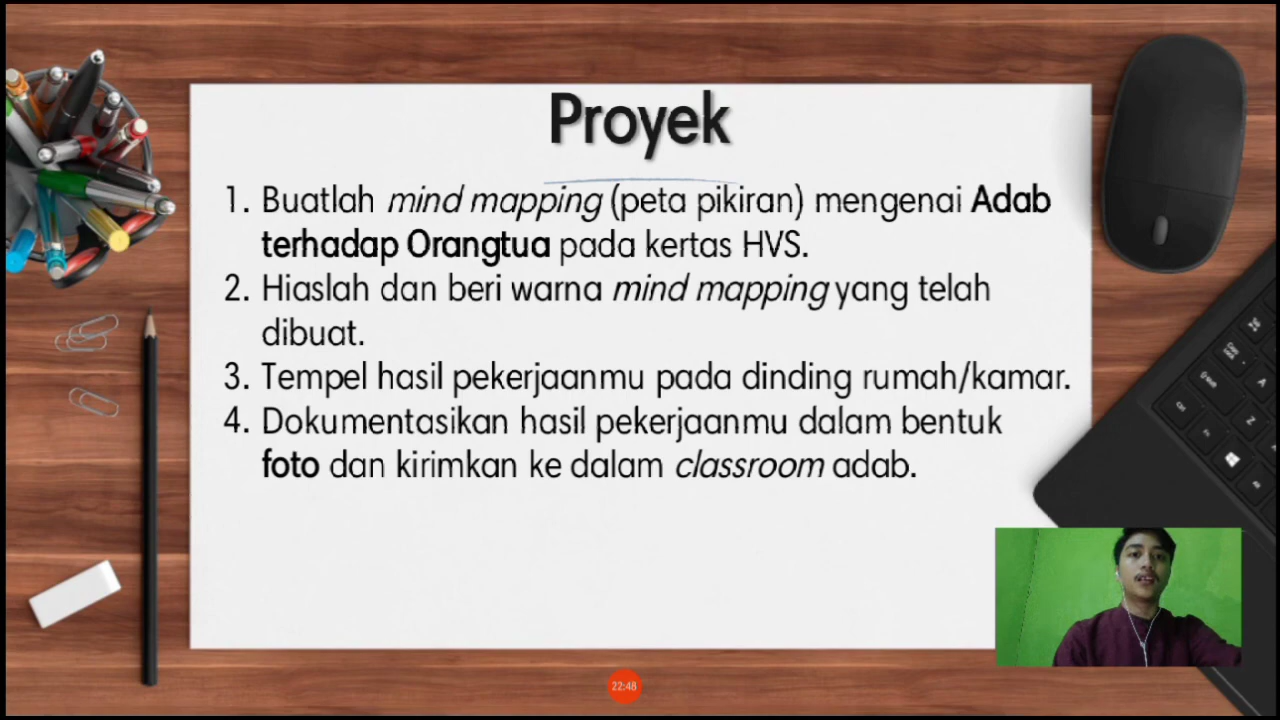 Proyek
1. Buatlah mind mapping (peta pikiran) mengenai Adab
terhadap Orangtua pada kertas HVS.
2. Hiaslah dan beri warna mind mapping yang telah
dibuat.
3. Tempel hasil pekerjaanmu pada dinding rumah/kamar.
4. Dokumentasikan hasil pekerjaanmu dalam bentuk
foto dan kirimkan ke dalam classroom adab.
22:48